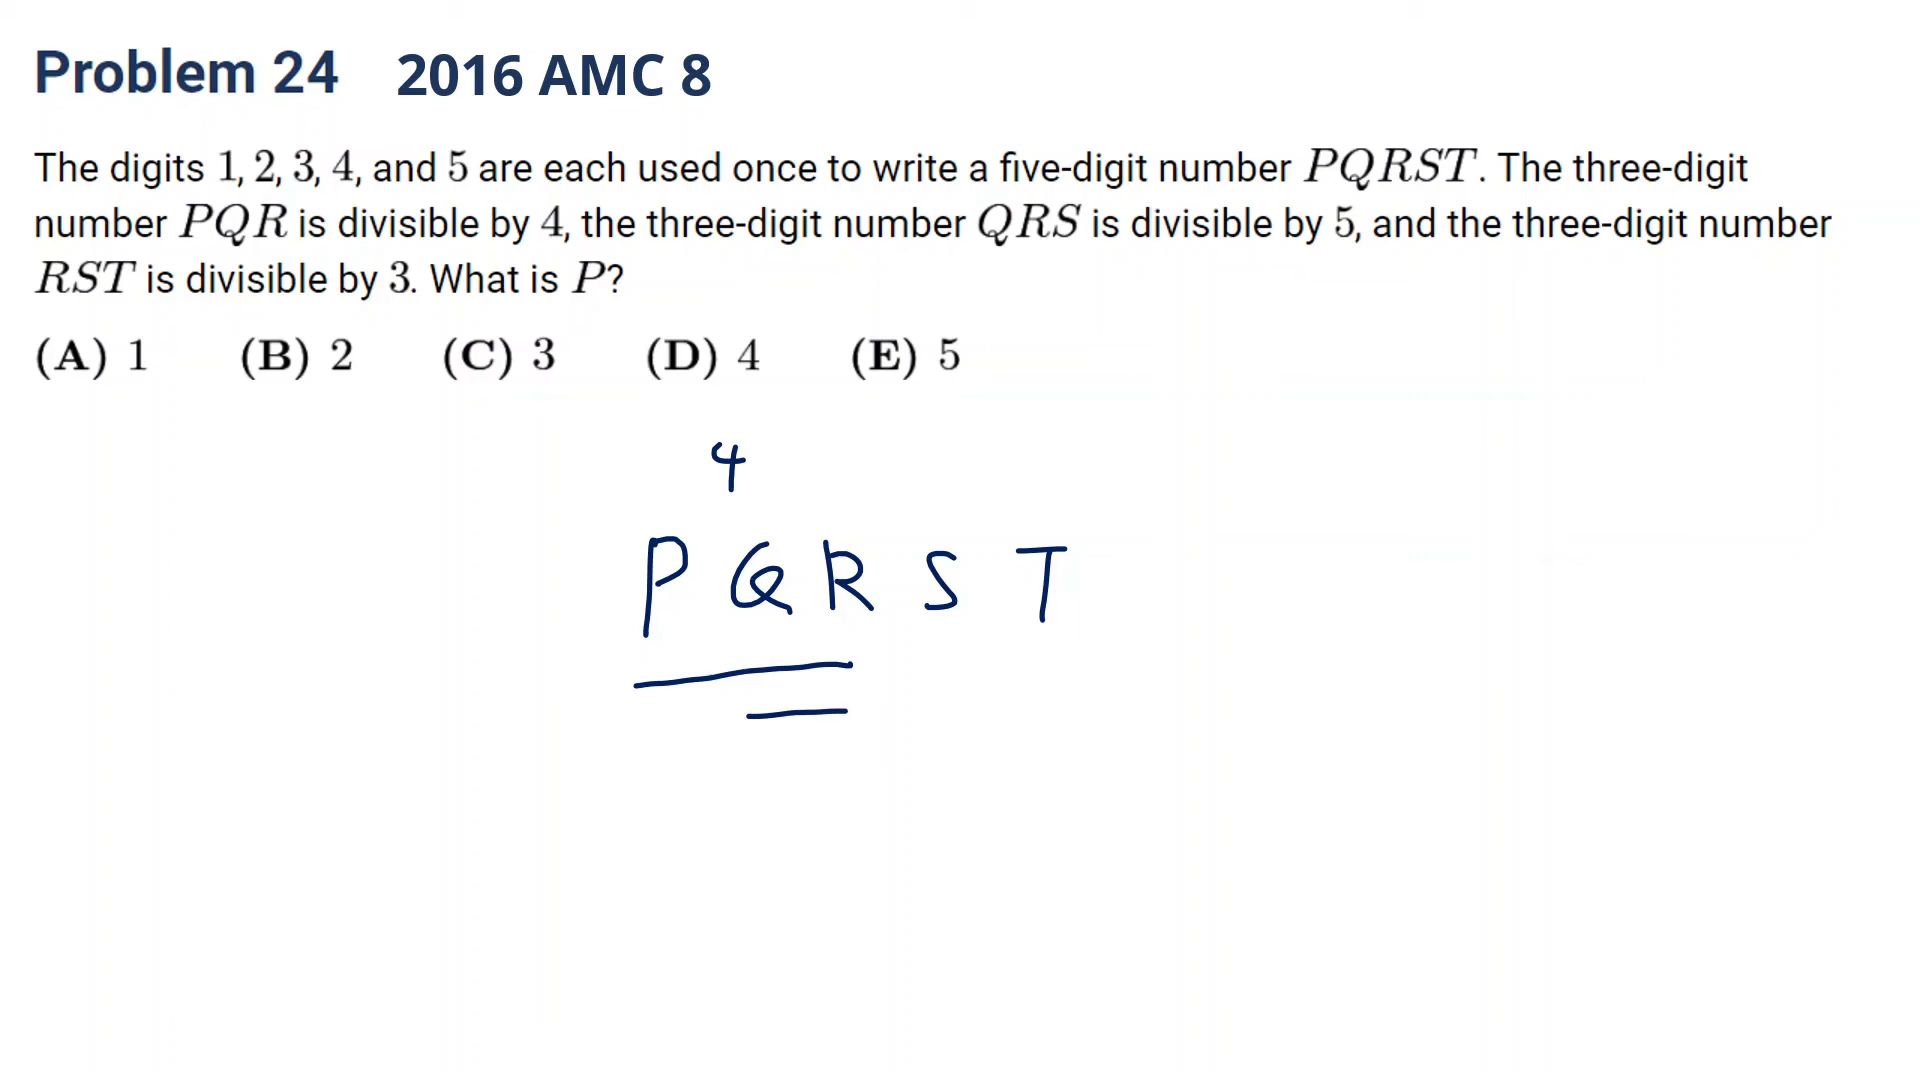 Problem 24 2016 AMC 8
The digits 1, 2, 3, 4, and 5 are each used once to write a five-digit number PQRST. The three-digit
number PQR is divisible by 4, the three-digit number QRS is divisible by 5, and the three-digit number
RST is divisible by 3. What is P?
(A) 1 (B) 2 (C) 3 (D) 4 (E) 5
4
P Q R S T